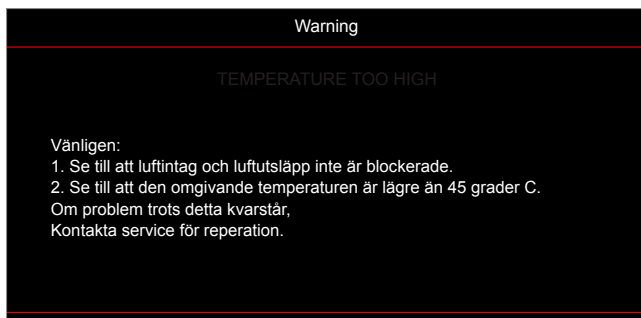 Warning
TEMPERATURE TOO HIGH
Vänligen:
1. Se till att luftintag och luftutsläpp inte är blockerade.
2. Se till att den omgivande temperaturen är lägre än 45 grader C.
Om problem trots detta kvarstår,
Kontakta service för reperation.